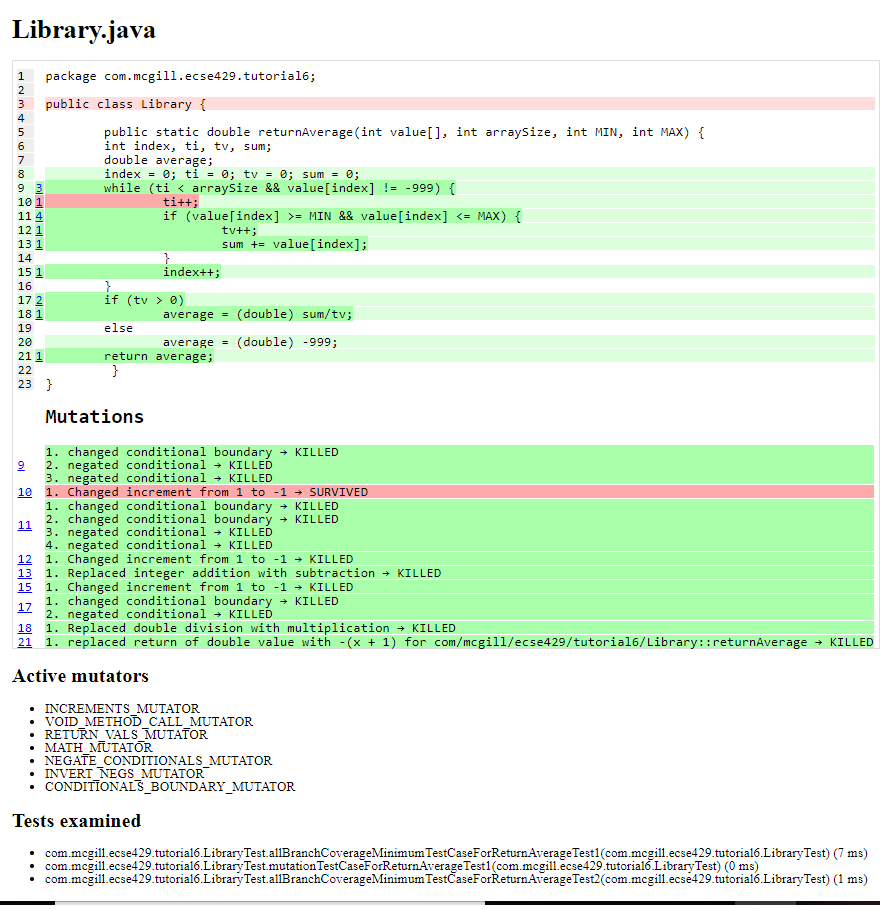 Library.java
1 package com.mcgill.ecse429.tutorial6;
2
3 public class Library {
4
5 public static double returnAverage(int value[], int arraySize, int MIN, int MAX) {
6 int index, ti, tv, sum;
7 double average;
8 index = 0; ti = 0; tv = 0; sum = 0;
9 3 while (ti < arraySize && value[index] != -999) {
10 1 ti++;
11 4 if (value[index] >= MIN && value[index] <= MAX) {
12 1 tv++;
13 1 sum += value[index];
14 }
15 1 index++;
16 }
17 2 if (tv > 0)
18 1 average = (double) sum/tv;
19 else
20 average = (double) -999;
21 1 return average;
22 }
23 }
Mutations
9 1. changed conditional boundary → KILLED
2. negated conditional → KILLED
3. negated conditional → KILLED
10 1. Changed increment from 1 to -1 → SURVIVED
11 1. changed conditional boundary → KILLED
2. changed conditional boundary → KILLED
3. negated conditional → KILLED
4. negated conditional → KILLED
12 1. Changed increment from 1 to -1 → KILLED
13 1. Replaced integer addition with subtraction → KILLED
15 1. Changed increment from 1 to -1 → KILLED
17 1. changed conditional boundary → KILLED
2. negated conditional → KILLED
18 1. Replaced double division with multiplication → KILLED
21 1. replaced return of double value with -(x + 1) for com/mcgill/ecse429/tutorial6/Library::returnAverage → KILLED
Active mutators
• INCREMENTS_MUTATOR
• VOID_METHOD_CALL_MUTATOR
• RETURN_VALS_MUTATOR
• MATH_MUTATOR
• NEGATE_CONDITIONALS_MUTATOR
• INVERT_NEGS_MUTATOR
• CONDITIONALS_BOUNDARY_MUTATOR
Tests examined
• com.mcgill.ecse429.tutorial6.LibraryTest.allBranchCoverageMinimumTestCaseForReturnAverageTest1(com.mcgill.ecse429.tutorial6.LibraryTest) (7 ms)
• com.mcgill.ecse429.tutorial6.LibraryTest.mutationTestCaseForReturnAverageTest1(com.mcgill.ecse429.tutorial6.LibraryTest) (0 ms)
• com.mcgill.ecse429.tutorial6.LibraryTest.allBranchCoverageMinimumTestCaseForReturnAverageTest2(com.mcgill.ecse429.tutorial6.LibraryTest) (1 ms)